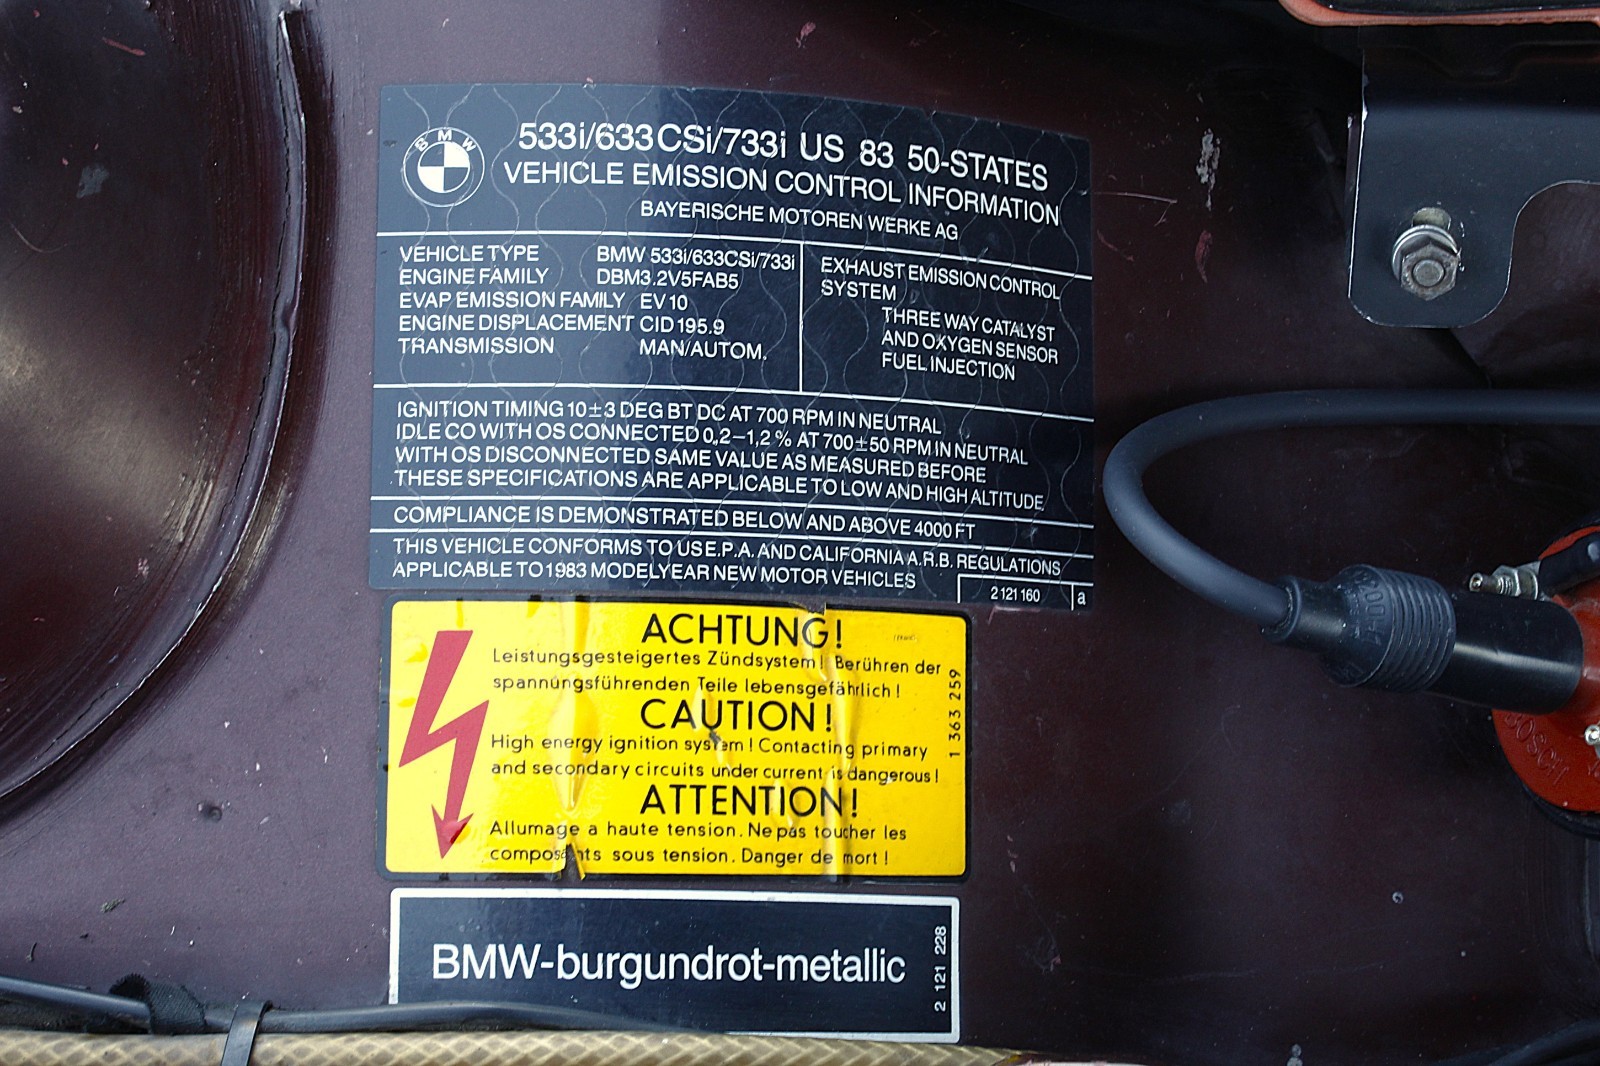 BMW
533i/633CSi/733i US 83 50-STATES
VEHICLE EMISSION CONTROL INFORMATION
BAYERISCHE MOTOREN WERKE AG
VEHICLE TYPE BMW 533i/633CSi/733i
ENGINE FAMILY DBM3.2V5FAB5
EVAP EMISSION FAMILY EV 10
ENGINE DISPLACEMENT CID 195.9
TRANSMISSION MAN/AUTOM.
EXHAUST EMISSION CONTROL
SYSTEM
THREE WAY CATALYST
AND OXYGEN SENSOR
FUEL INJECTION
IGNITION TIMING 10±3 DEG BT DC AT 700 RPM IN NEUTRAL
IDLE CO WITH OS CONNECTED 0,2–1,2 % AT 700±50 RPM IN NEUTRAL
WITH OS DISCONNECTED SAME VALUE AS MEASURED BEFORE
THESE SPECIFICATIONS ARE APPLICABLE TO LOW AND HIGH ALTITUDE
COMPLIANCE IS DEMONSTRATED BELOW AND ABOVE 4000 FT
THIS VEHICLE CONFORMS TO US E.P.A. AND CALIFORNIA A.R.B. REGULATIONS
APPLICABLE TO 1983 MODELYEAR NEW MOTOR VEHICLES
2 121 160 a
ACHTUNG!
Leistungsgesteigertes Zündsystem! Berühren der
spannungsführenden Teile lebensgefährlich!
CAUTION!
High energy ignition system! Contacting primary
and secondary circuits under current is dangerous!
ATTENTION!
Allumage a haute tension. Ne pas toucher les
composants sous tension. Danger de mort!
1 363 259
BMW-burgundrot-metallic
2 121 228
BOSCH